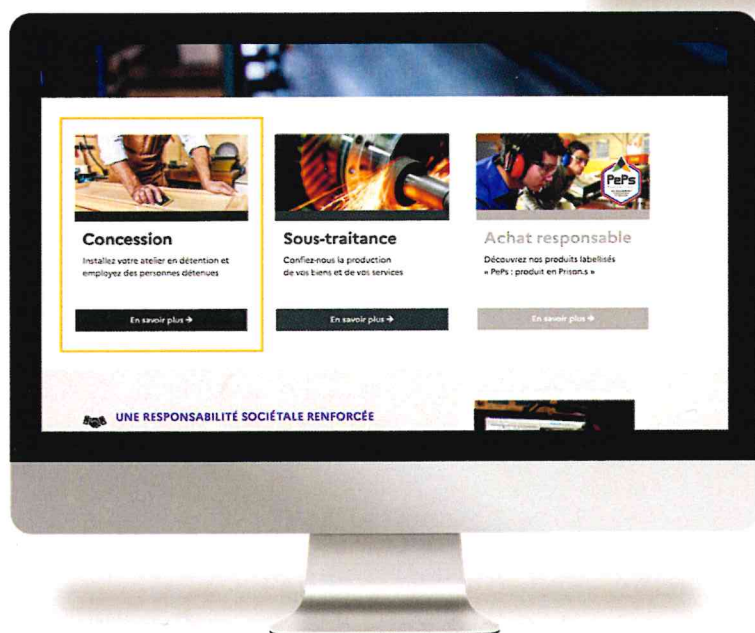 Concession
Installez votre atelier en détention et
employez des personnes détenues
En savoir plus →
Sous-traitance
Confiez-nous la production
de vos biens et de vos services
En savoir plus →
PePs
Achat responsable
Découvrez nos produits labellisés
« PePs : produit en Prison.s »
En savoir plus →
UNE RESPONSABILITÉ SOCIÉTALE RENFORCÉE